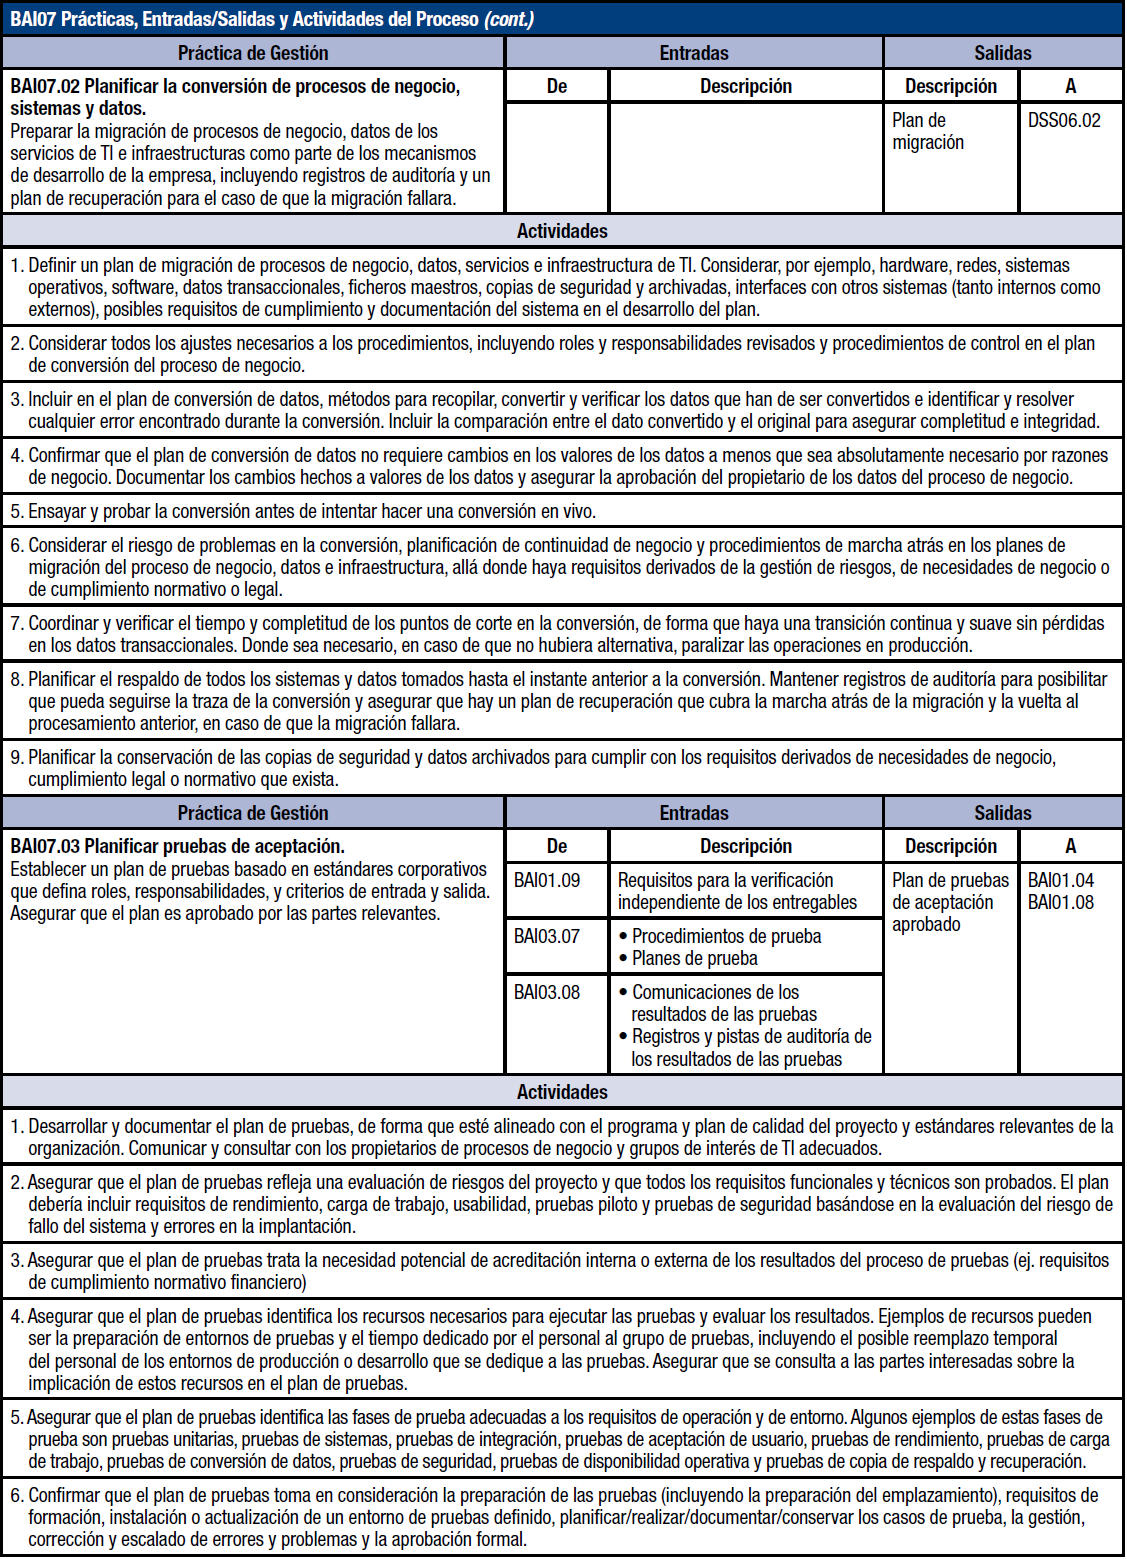 BAI07 Prácticas, Entradas/Salidas y Actividades del Proceso (cont.)
Práctica de Gestión
Entradas
Salidas
BAI07.02 Planificar la conversión de procesos de negocio,
sistemas y datos.
Preparar la migración de procesos de negocio, datos de los
servicios de TI e infraestructuras como parte de los mecanismos
de desarrollo de la empresa, incluyendo registros de auditoría y un
plan de recuperación para el caso de que la migración fallara.
De
Descripción
Descripción
A
Plan de
migración
DSS06.02
Actividades
1. Definir un plan de migración de procesos de negocio, datos, servicios e infraestructura de TI. Considerar, por ejemplo, hardware, redes, sistemas
operativos, software, datos transaccionales, ficheros maestros, copias de seguridad y archivadas, interfaces con otros sistemas (tanto internos como
externos), posibles requisitos de cumplimiento y documentación del sistema en el desarrollo del plan.
2. Considerar todos los ajustes necesarios a los procedimientos, incluyendo roles y responsabilidades revisados y procedimientos de control en el plan
de conversión del proceso de negocio.
3. Incluir en el plan de conversión de datos, métodos para recopilar, convertir y verificar los datos que han de ser convertidos e identificar y resolver
cualquier error encontrado durante la conversión. Incluir la comparación entre el dato convertido y el original para asegurar completitud e integridad.
4. Confirmar que el plan de conversión de datos no requiere cambios en los valores de los datos a menos que sea absolutamente necesario por razones
de negocio. Documentar los cambios hechos a valores de los datos y asegurar la aprobación del propietario de los datos del proceso de negocio.
5. Ensayar y probar la conversión antes de intentar hacer una conversión en vivo.
6. Considerar el riesgo de problemas en la conversión, planificación de continuidad de negocio y procedimientos de marcha atrás en los planes de
migración del proceso de negocio, datos e infraestructura, allá donde haya requisitos derivados de la gestión de riesgos, de necesidades de negocio o
de cumplimiento normativo o legal.
7. Coordinar y verificar el tiempo y completitud de los puntos de corte en la conversión, de forma que haya una transición continua y suave sin pérdidas
en los datos transaccionales. Donde sea necesario, en caso de que no hubiera alternativa, paralizar las operaciones en producción.
8. Planificar el respaldo de todos los sistemas y datos tomados hasta el instante anterior a la conversión. Mantener registros de auditoría para posibilitar
que pueda seguirse la traza de la conversión y asegurar que hay un plan de recuperación que cubra la marcha atrás de la migración y la vuelta al
procesamiento anterior, en caso de que la migración fallara.
9. Planificar la conservación de las copias de seguridad y datos archivados para cumplir con los requisitos derivados de necesidades de negocio,
cumplimiento legal o normativo que exista.
Práctica de Gestión
Entradas
Salidas
BAI07.03 Planificar pruebas de aceptación.
Establecer un plan de pruebas basado en estándares corporativos
que defina roles, responsabilidades, y criterios de entrada y salida.
Asegurar que el plan es aprobado por las partes relevantes.
De
Descripción
Descripción
A
BAI01.09
Requisitos para la verificación
independiente de los entregables
BAI03.07
• Procedimientos de prueba
• Planes de prueba
BAI03.08
• Comunicaciones de los
resultados de las pruebas
• Registros y pistas de auditoría de
los resultados de las pruebas
Plan de pruebas
de aceptación
aprobado
BAI01.04
BAI01.08
Actividades
1. Desarrollar y documentar el plan de pruebas, de forma que esté alineado con el programa y plan de calidad del proyecto y estándares relevantes de la
organización. Comunicar y consultar con los propietarios de procesos de negocio y grupos de interés de TI adecuados.
2. Asegurar que el plan de pruebas refleja una evaluación de riesgos del proyecto y que todos los requisitos funcionales y técnicos son probados. El plan
debería incluir requisitos de rendimiento, carga de trabajo, usabilidad, pruebas piloto y pruebas de seguridad basándose en la evaluación del riesgo de
fallo del sistema y errores en la implantación.
3. Asegurar que el plan de pruebas trata la necesidad potencial de acreditación interna o externa de los resultados del proceso de pruebas (ej. requisitos
de cumplimiento normativo financiero)
4. Asegurar que el plan de pruebas identifica los recursos necesarios para ejecutar las pruebas y evaluar los resultados. Ejemplos de recursos pueden
ser la preparación de entornos de pruebas y el tiempo dedicado por el personal al grupo de pruebas, incluyendo el posible reemplazo temporal
del personal de los entornos de producción o desarrollo que se dedique a las pruebas. Asegurar que se consulta a las partes interesadas sobre la
implicación de estos recursos en el plan de pruebas.
5. Asegurar que el plan de pruebas identifica las fases de prueba adecuadas a los requisitos de operación y de entorno. Algunos ejemplos de estas fases de
prueba son pruebas unitarias, pruebas de sistemas, pruebas de integración, pruebas de aceptación de usuario, pruebas de rendimiento, pruebas de carga
de trabajo, pruebas de conversión de datos, pruebas de seguridad, pruebas de disponibilidad operativa y pruebas de copia de respaldo y recuperación.
6. Confirmar que el plan de pruebas toma en consideración la preparación de las pruebas (incluyendo la preparación del emplazamiento), requisitos de
formación, instalación o actualización de un entorno de pruebas definido, planificar/realizar/documentar/conservar los casos de prueba, la gestión,
corrección y escalado de errores y problemas y la aprobación formal.